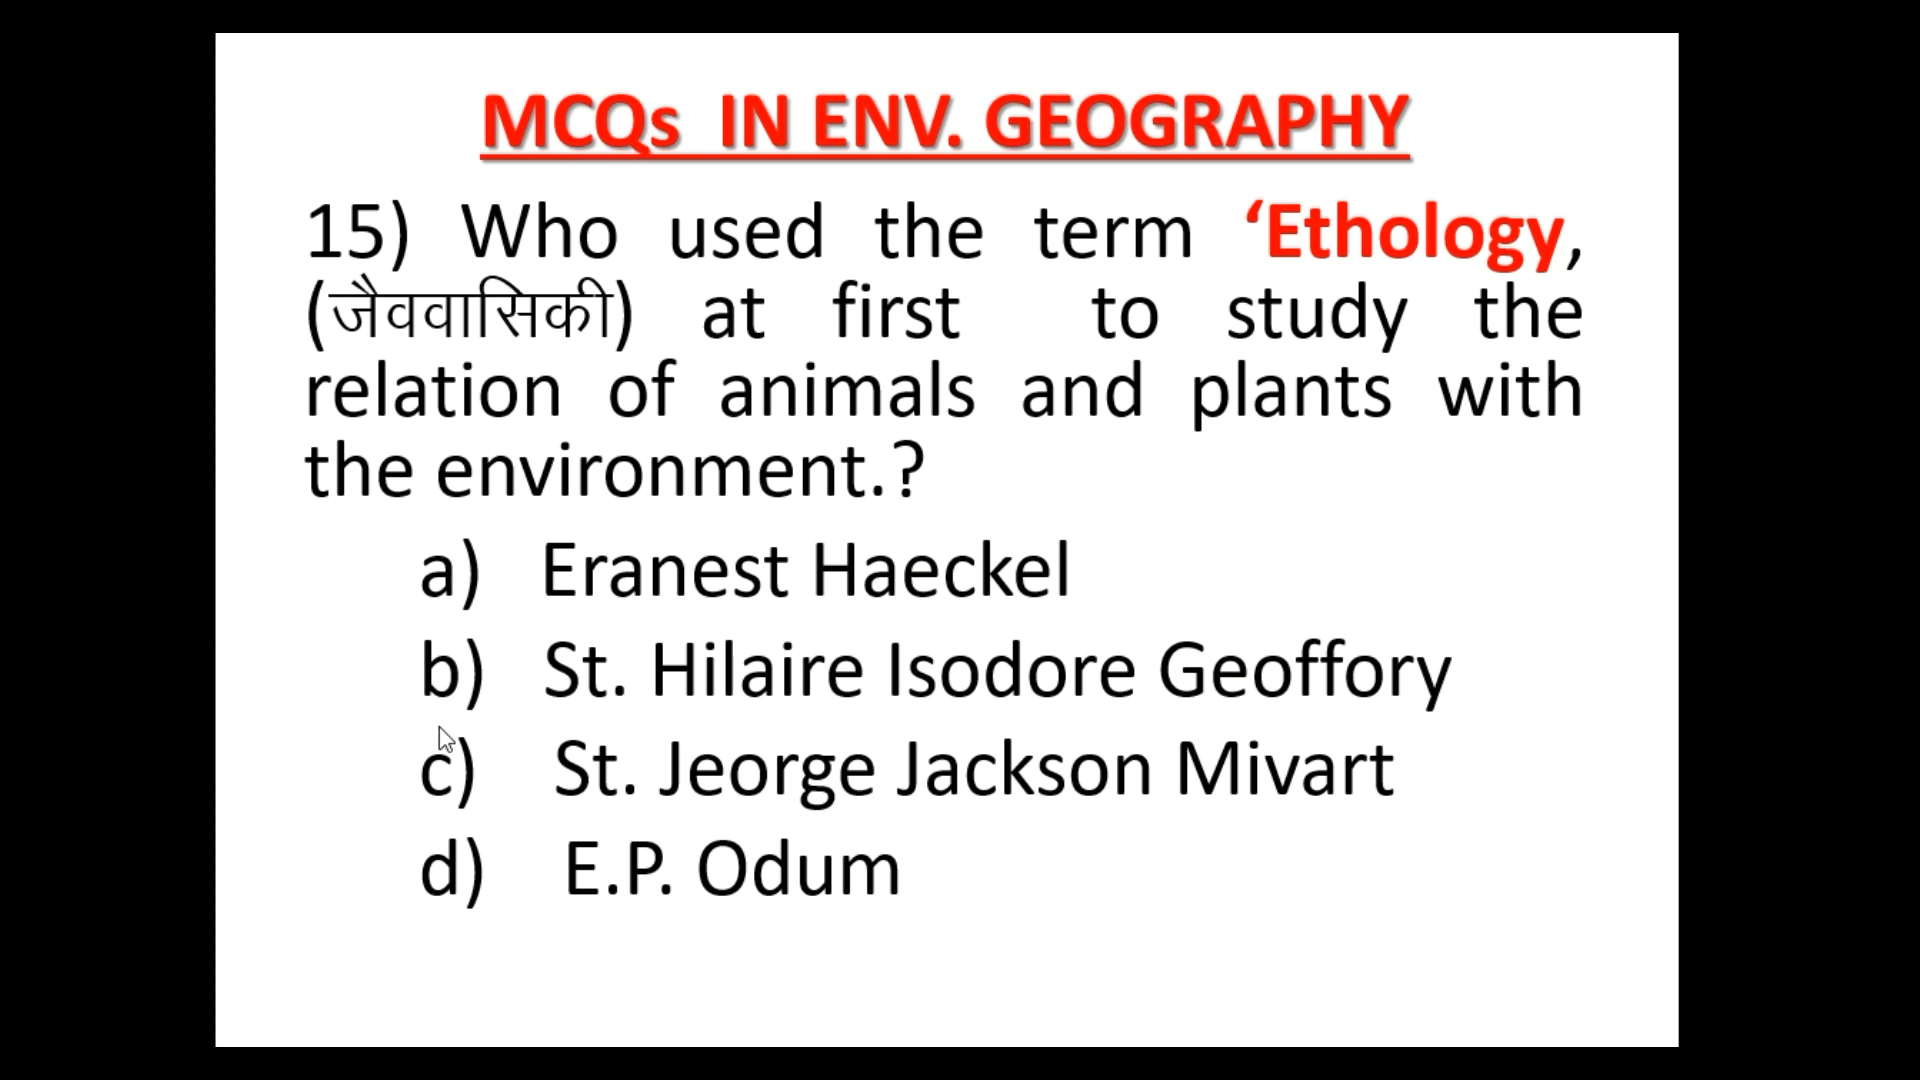 MCQs IN ENV. GEOGRAPHY
15) Who used the term ‘Ethology,
(जैववासिकी) at first to study the
relation of animals and plants with
the environment.?
a) Eranest Haeckel
b) St. Hilaire Isodore Geoffory
c) St. Jeorge Jackson Mivart
d) E.P. Odum